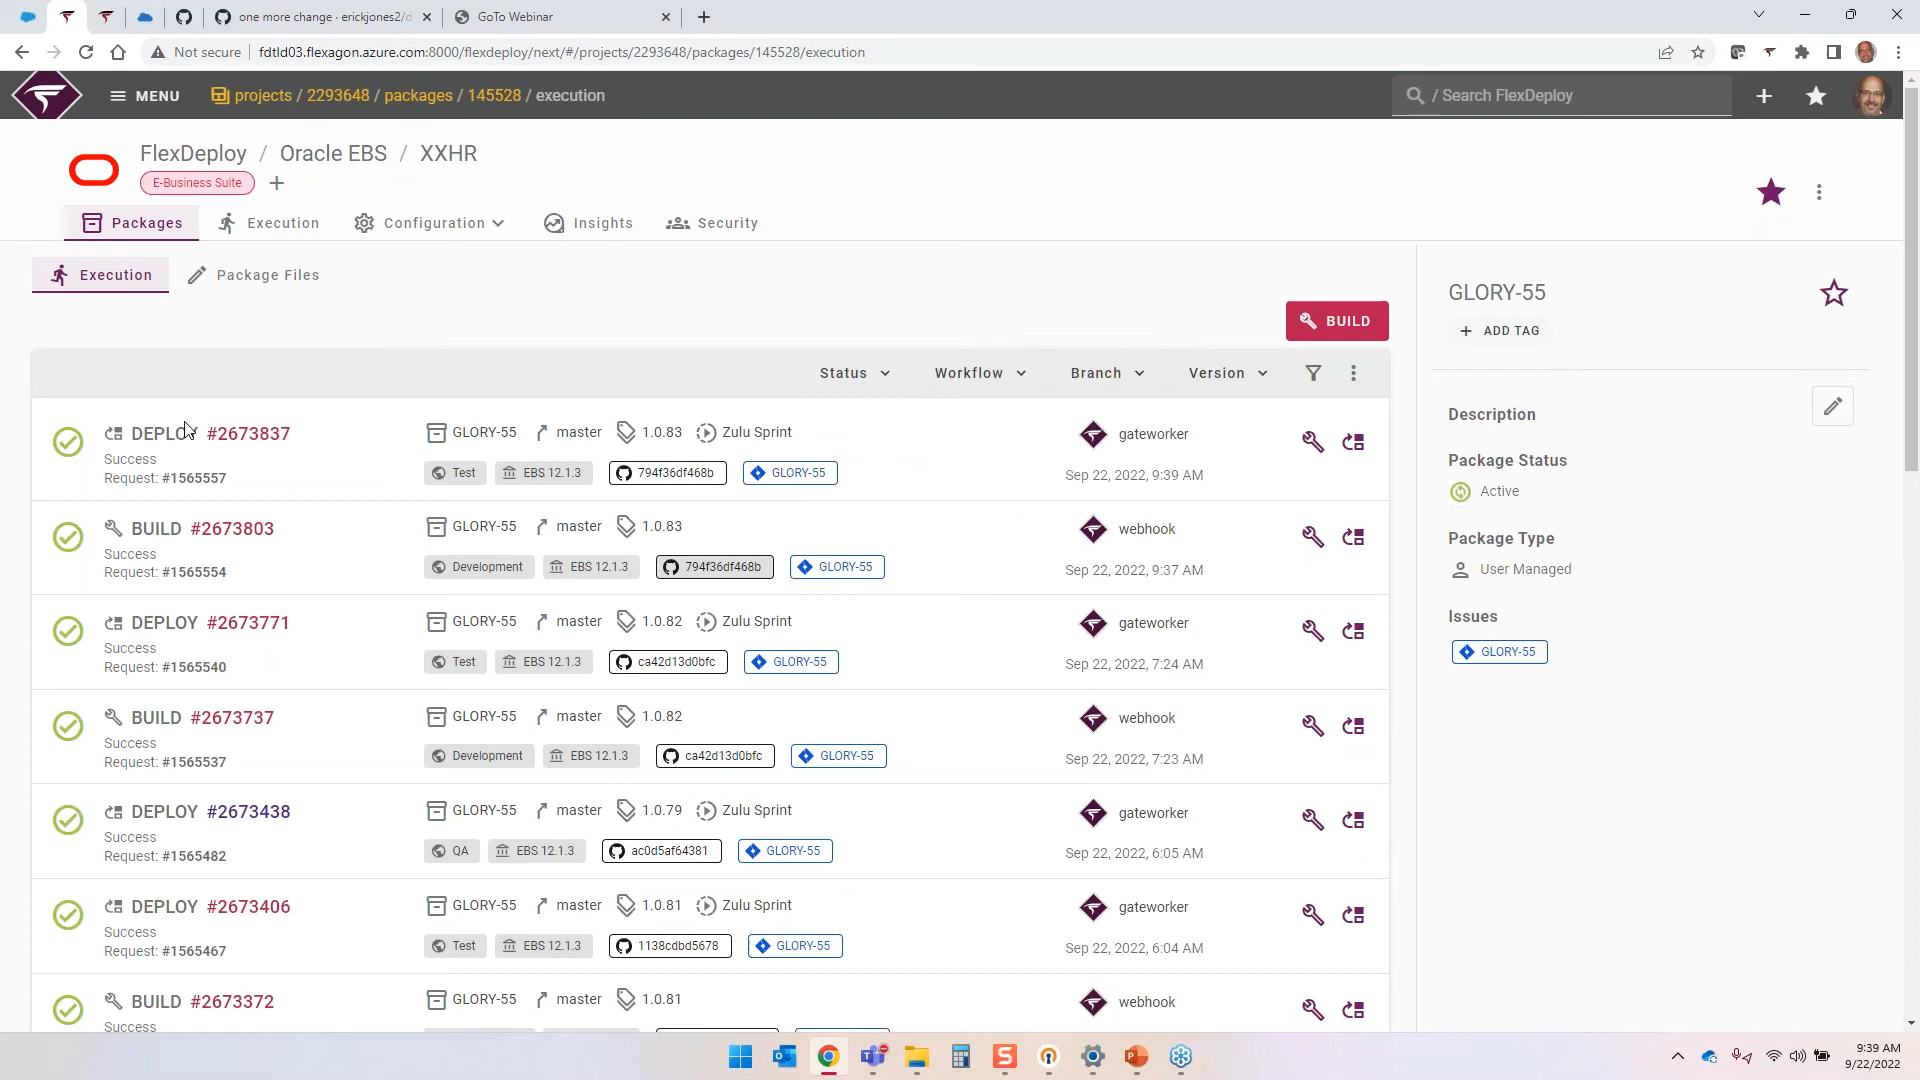 one more change · erickjones2/d
GoTo Webinar
Not secure
fdtld03.flexagon.azure.com:8000/flexdeploy/next/#/projects/2293648/packages/145528/execution
MENU
projects / 2293648 / packages / 145528 / execution
/ Search FlexDeploy
FlexDeploy / Oracle EBS / XXHR
E-Business Suite
Packages
Execution
Configuration
Insights
Security
Execution
Package Files
BUILD
Status
Workflow
Branch
Version
DEPLOY #2673837
GLORY-55 master 1.0.83 Zulu Sprint
gateworker
Success
Request: #1565557
Test EBS 12.1.3 794f36df468b GLORY-55
Sep 22, 2022, 9:39 AM
BUILD #2673803
GLORY-55 master 1.0.83
webhook
Success
Request: #1565554
Development EBS 12.1.3 794f36df468b GLORY-55
Sep 22, 2022, 9:37 AM
DEPLOY #2673771
GLORY-55 master 1.0.82 Zulu Sprint
gateworker
Success
Request: #1565540
Test EBS 12.1.3 ca42d13d0bfc GLORY-55
Sep 22, 2022, 7:24 AM
BUILD #2673737
GLORY-55 master 1.0.82
webhook
Success
Request: #1565537
Development EBS 12.1.3 ca42d13d0bfc GLORY-55
Sep 22, 2022, 7:23 AM
DEPLOY #2673438
GLORY-55 master 1.0.79 Zulu Sprint
gateworker
Success
Request: #1565482
QA EBS 12.1.3 ac0d5af64381 GLORY-55
Sep 22, 2022, 6:05 AM
DEPLOY #2673406
GLORY-55 master 1.0.81 Zulu Sprint
gateworker
Success
Request: #1565467
Test EBS 12.1.3 1138cdbd5678 GLORY-55
Sep 22, 2022, 6:04 AM
BUILD #2673372
GLORY-55 master 1.0.81
webhook
Success
GLORY-55
ADD TAG
Description
Package Status
Active
Package Type
User Managed
Issues
GLORY-55
9:39 AM
9/22/2022